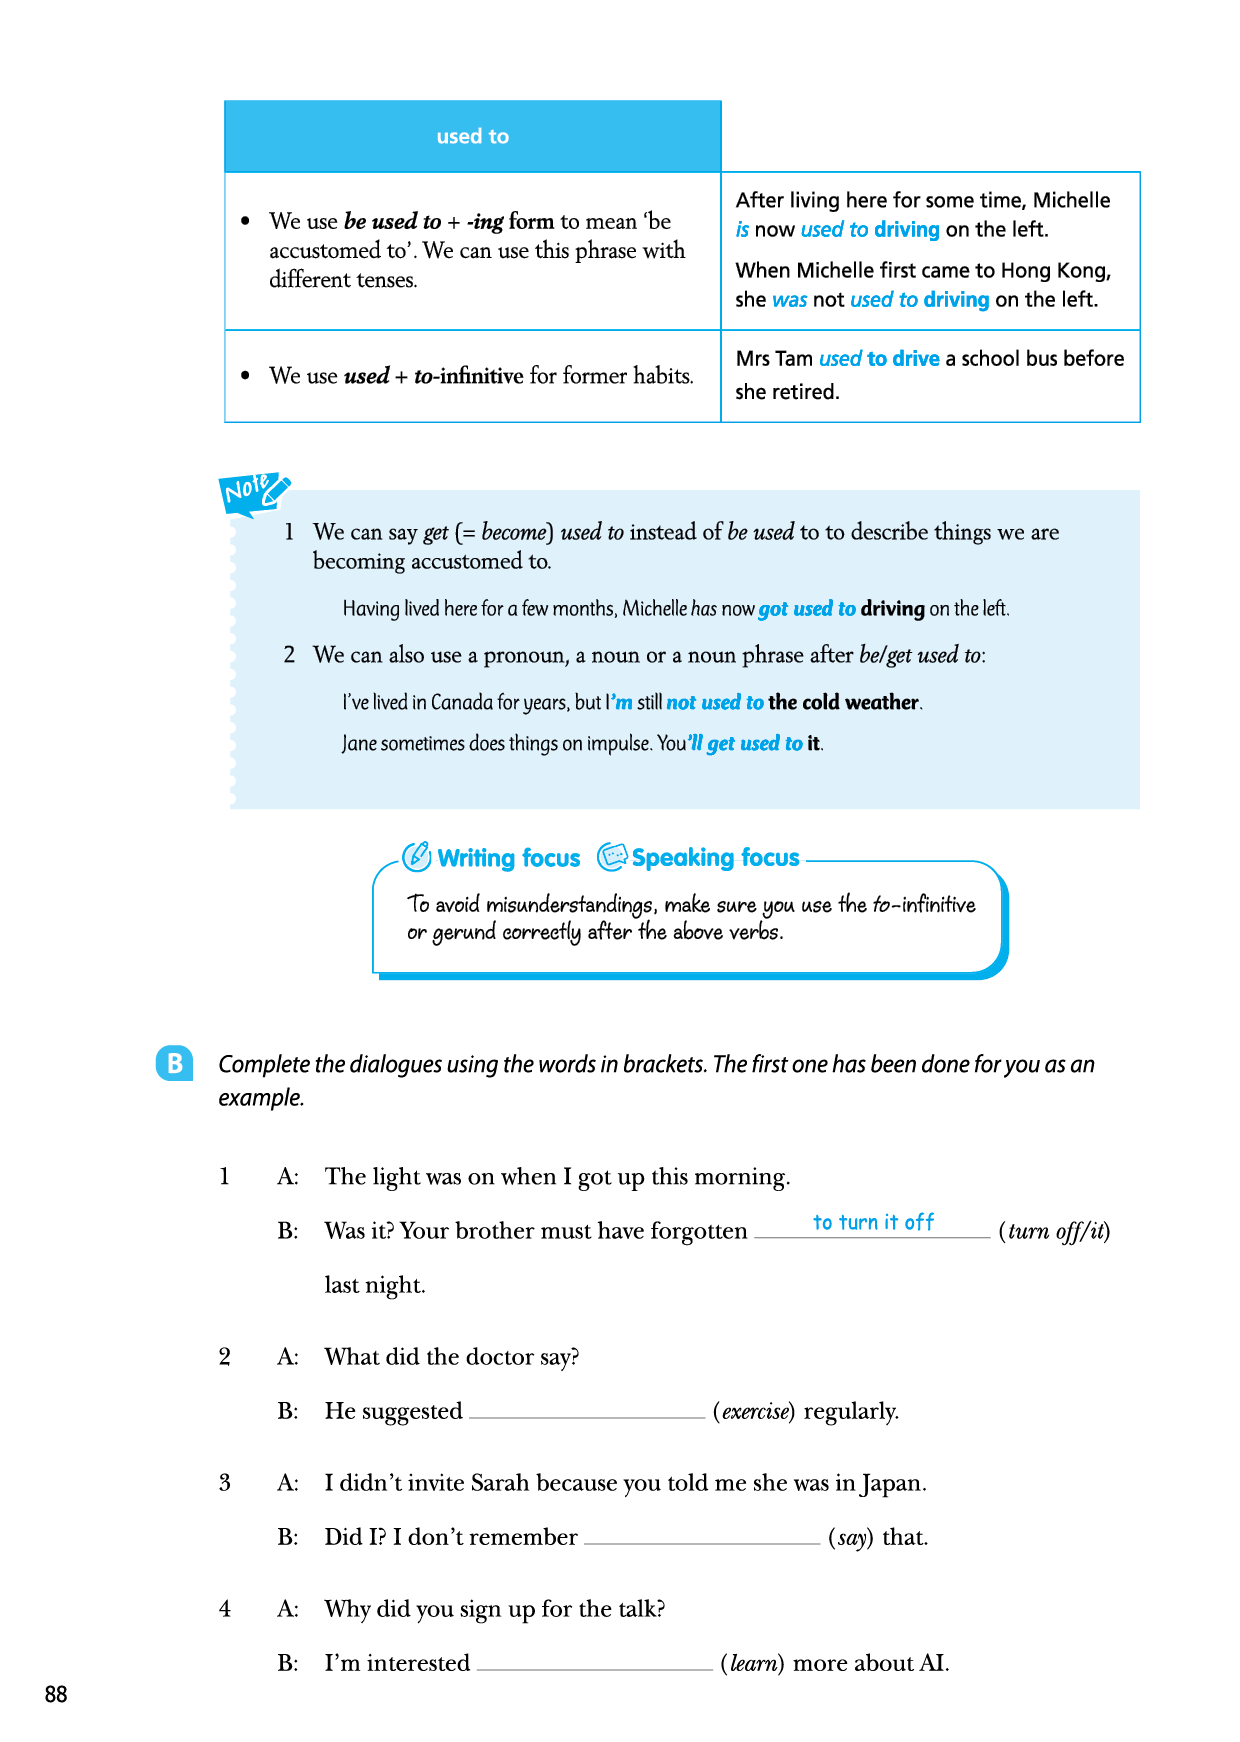 used to
• We use be used to + -ing form to mean ‘be
accustomed to’. We can use this phrase with
different tenses.
After living here for some time, Michelle
is now used to driving on the left.
When Michelle first came to Hong Kong,
she was not used to driving on the left.
• We use used + to-infinitive for former habits.
Mrs Tam used to drive a school bus before
she retired.
Note
1 We can say get (= become) used to instead of be used to to describe things we are
becoming accustomed to.
Having lived here for a few months, Michelle has now got used to driving on the left.
2 We can also use a pronoun, a noun or a noun phrase after be/get used to:
I’ve lived in Canada for years, but I’m still not used to the cold weather.
Jane sometimes does things on impulse. You’ll get used to it.
Writing focus Speaking focus
To avoid misunderstandings, make sure you use the to-infinitive
or gerund correctly after the above verbs.
B Complete the dialogues using the words in brackets. The first one has been done for you as an
example.
1 A: The light was on when I got up this morning.
B: Was it? Your brother must have forgotten to turn it off (turn off/it)
last night.
2 A: What did the doctor say?
B: He suggested (exercise) regularly.
3 A: I didn’t invite Sarah because you told me she was in Japan.
B: Did I? I don’t remember (say) that.
4 A: Why did you sign up for the talk?
B: I’m interested (learn) more about AI.
88